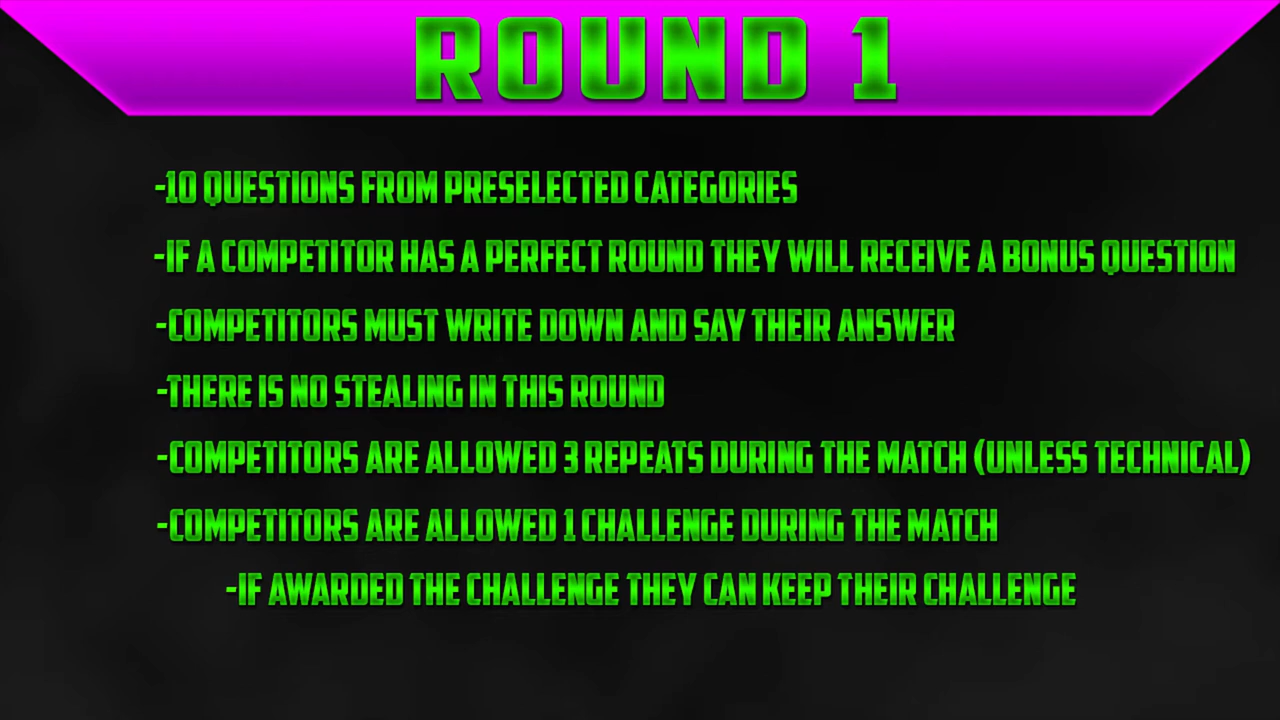 ROUND 1
-10 QUESTIONS FROM PRESELECTED CATEGORIES
-IF A COMPETITOR HAS A PERFECT ROUND THEY WILL RECEIVE A BONUS QUESTION
-COMPETITORS MUST WRITE DOWN AND SAY THEIR ANSWER
-THERE IS NO STEALING IN THIS ROUND
-COMPETITORS ARE ALLOWED 3 REPEATS DURING THE MATCH (UNLESS TECHNICAL)
-COMPETITORS ARE ALLOWED 1 CHALLENGE DURING THE MATCH
-IF AWARDED THE CHALLENGE THEY CAN KEEP THEIR CHALLENGE